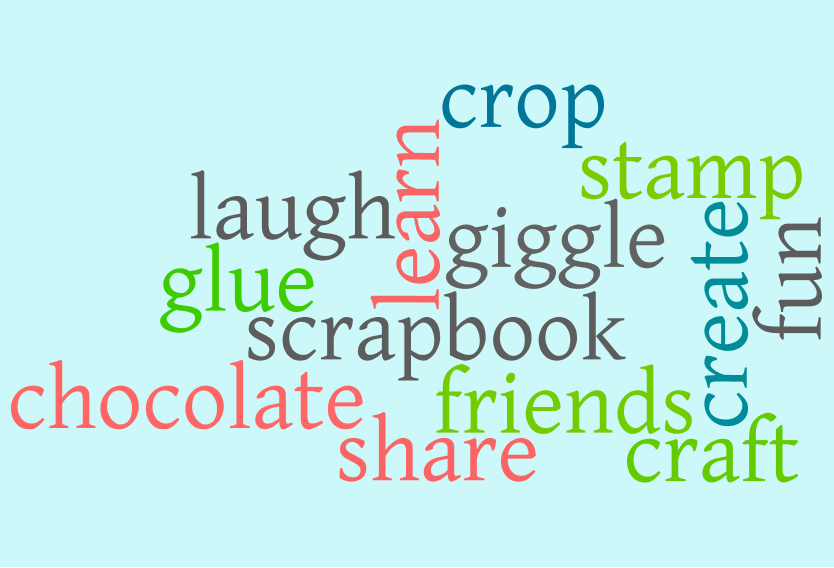 crop
learn
stamp
laugh
giggle
create
fun
glue
scrapbook
chocolate
friends
share
craft